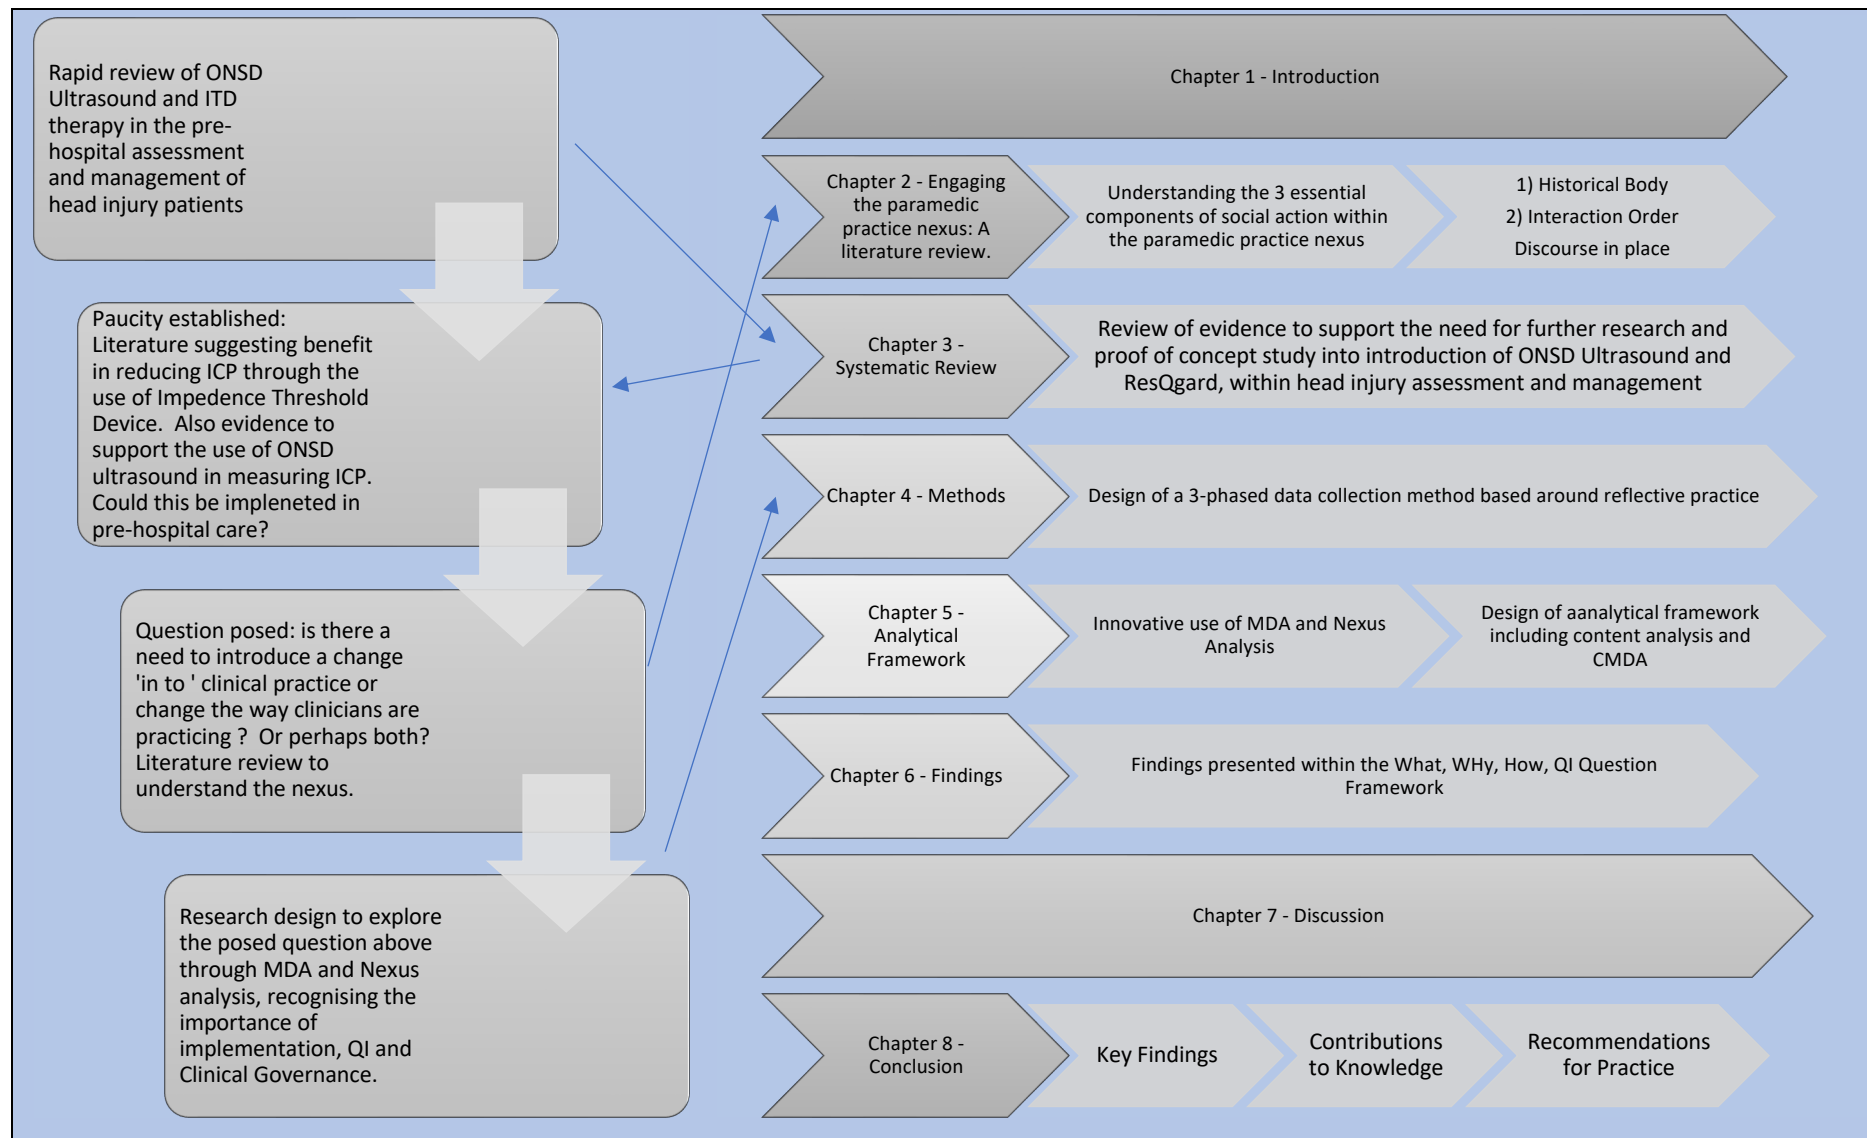 Rapid review of ONSD
Ultrasound and ITD
therapy in the pre-
hospital assessment
and management of
head injury patients
Paucity established:
Literature suggesting benefit
in reducing ICP through the
use of Impedence Threshold
Device.  Also evidence to
support the use of ONSD
ultrasound in measuring ICP.
Could this be impleneted in
pre-hospital care?
Question posed: is there a
need to introduce a change
'in to ' clinical practice or
change the way clinicians are
practicing ?  Or perhaps both?
Literature review to
understand the nexus.
Research design to explore
the posed question above
through MDA and Nexus
analysis, recognising the
importance of
implementation, QI and
Clinical Governance.
Chapter 1 - Introduction
Chapter 2 - Engaging
the paramedic
practice nexus: A
literature review.
Understanding the 3 essential
components of social action within
the paramedic practice nexus
1) Historical Body
2) Interaction Order
Discourse in place
Chapter 3 -
Systematic Review
Review of evidence to support the need for further research and
proof of concept study into introduction of ONSD Ultrasound and
ResQgard, within head injury assessment and management
Chapter 4 - Methods
Design of a 3-phased data collection method based around reflective practice
Chapter 5 -
Analytical
Framework
Innovative use of MDA and Nexus
Analysis
Design of aanalytical framework
including content analysis and
CMDA
Chapter 6 - Findings
Findings presented within the What, WHy, How, QI Question
Framework
Chapter 7 - Discussion
Chapter 8 -
Conclusion
Key Findings
Contributions
to Knowledge
Recommendations
for Practice